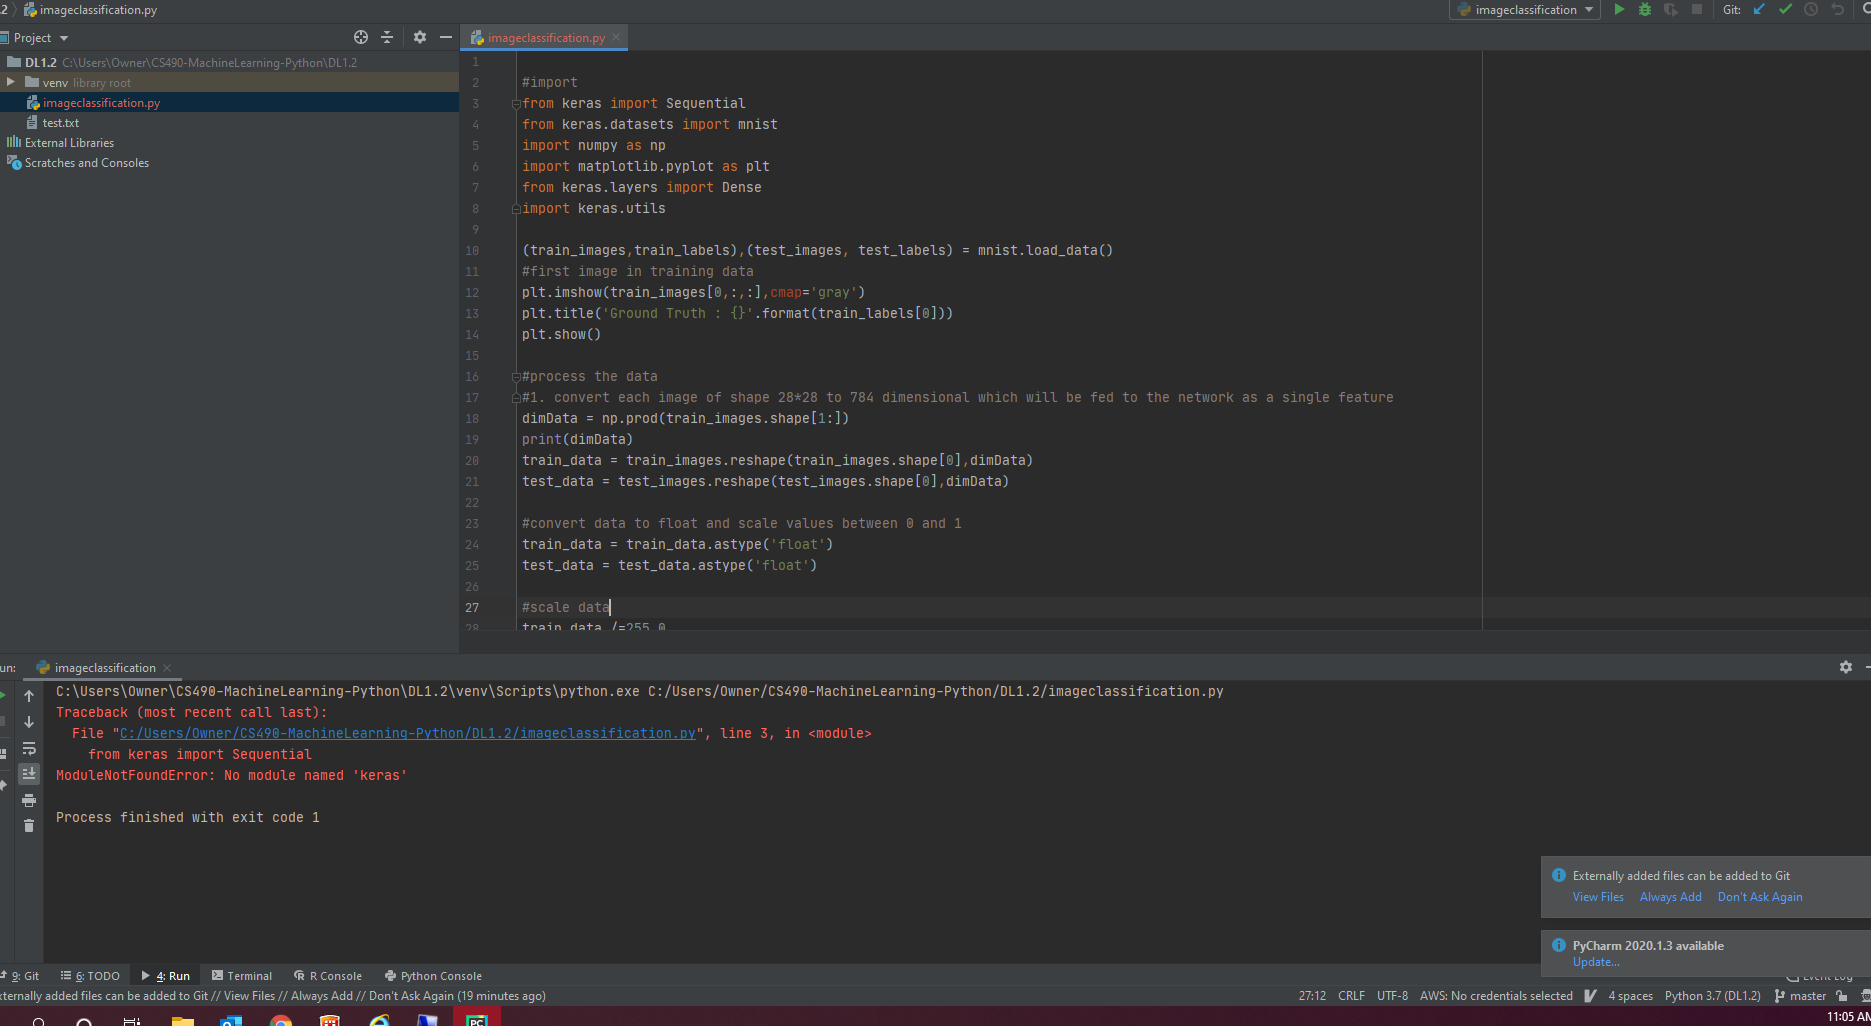 imageclassification.py
imageclassification
Git:
Project
imageclassification.py
DL1.2 C:\Users\Owner\CS490-MachineLearning-Python\DL1.2
venv library root
imageclassification.py
test.txt
External Libraries
Scratches and Consoles
1
2 #import
3 from keras import Sequential
4 from keras.datasets import mnist
5 import numpy as np
6 import matplotlib.pyplot as plt
7 from keras.layers import Dense
8 import keras.utils
9
10 (train_images,train_labels),(test_images, test_labels) = mnist.load_data()
11 #first image in training data
12 plt.imshow(train_images[0,:,:],cmap='gray')
13 plt.title('Ground Truth : {}'.format(train_labels[0]))
14 plt.show()
15
16 #process the data
17 #1. convert each image of shape 28*28 to 784 dimensional which will be fed to the network as a single feature
18 dimData = np.prod(train_images.shape[1:])
19 print(dimData)
20 train_data = train_images.reshape(train_images.shape[0],dimData)
21 test_data = test_images.reshape(test_images.shape[0],dimData)
22
23 #convert data to float and scale values between 0 and 1
24 train_data = train_data.astype('float')
25 test_data = test_data.astype('float')
26
27 #scale data
28 train_data /=255.0
un: imageclassification
C:\Users\Owner\CS490-MachineLearning-Python\DL1.2\venv\Scripts\python.exe C:/Users/Owner/CS490-MachineLearning-Python/DL1.2/imageclassification.py
Traceback (most recent call last):
File "C:/Users/Owner/CS490-MachineLearning-Python/DL1.2/imageclassification.py", line 3, in <module>
from keras import Sequential
ModuleNotFoundError: No module named 'keras'
Process finished with exit code 1
Externally added files can be added to Git
View Files Always Add Don't Ask Again
PyCharm 2020.1.3 available
Update...
9: Git 6: TODO 4: Run Terminal R Console Python Console Event Log
ternally added files can be added to Git // View Files // Always Add // Don't Ask Again (19 minutes ago) 27:12 CRLF UTF-8 AWS: No credentials selected 4 spaces Python 3.7 (DL1.2) master
PC
11:05 AM